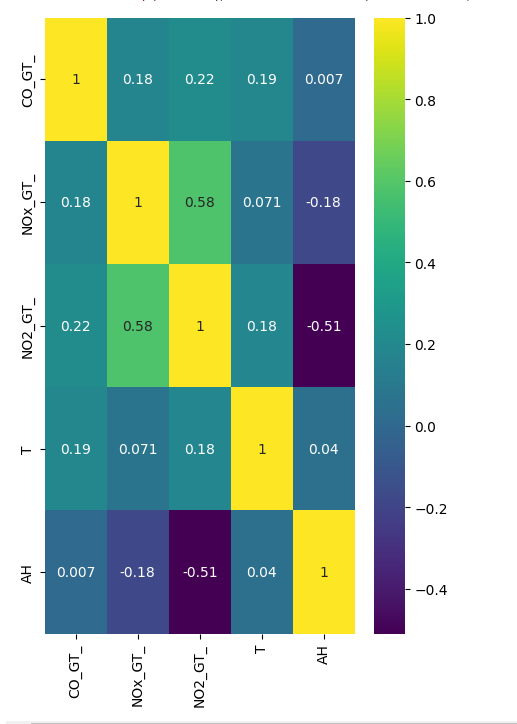 CO_GT_ 1 0.18 0.22 0.19 0.007
NOx_GT_ 0.18 1 0.58 0.071 -0.18
NO2_GT_ 0.22 0.58 1 0.18 -0.51
T 0.19 0.071 0.18 1 0.04
AH 0.007 -0.18 -0.51 0.04 1
CO_GT_ NOx_GT_ NO2_GT_ T AH
1.0
0.8
0.6
0.4
0.2
0.0
−0.2
−0.4